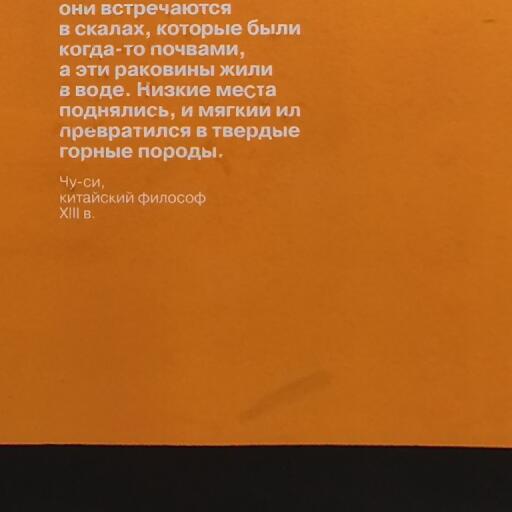 они встречаются
в скалах, которые были
когда-то почвами,
а эти раковины жили
в воде. Низкие места
поднялись, и мягкий ил
превратился в твердые
горные породы.
Чу-си,
китайский философ
XIII в.